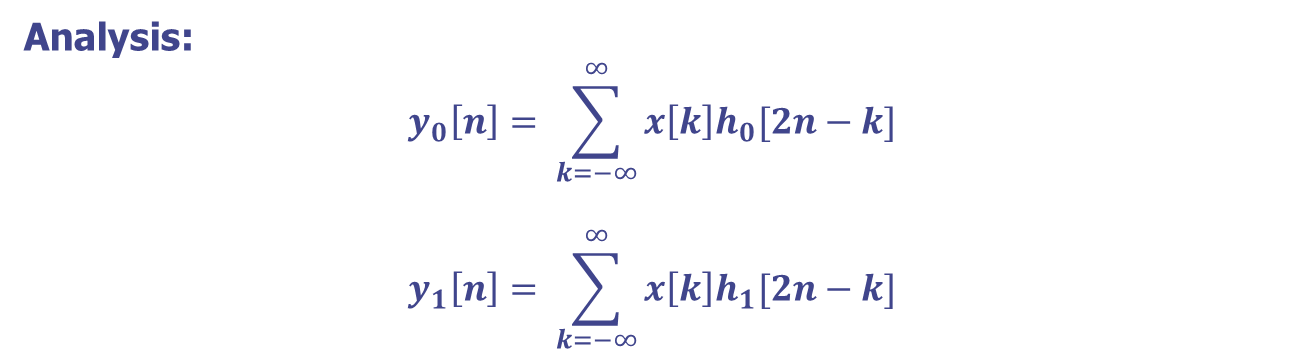 Analysis:
y₀[n] = ∑_{k=−∞}^{∞} x[k]h₀[2n − k]
y₁[n] = ∑_{k=−∞}^{∞} x[k]h₁[2n − k]